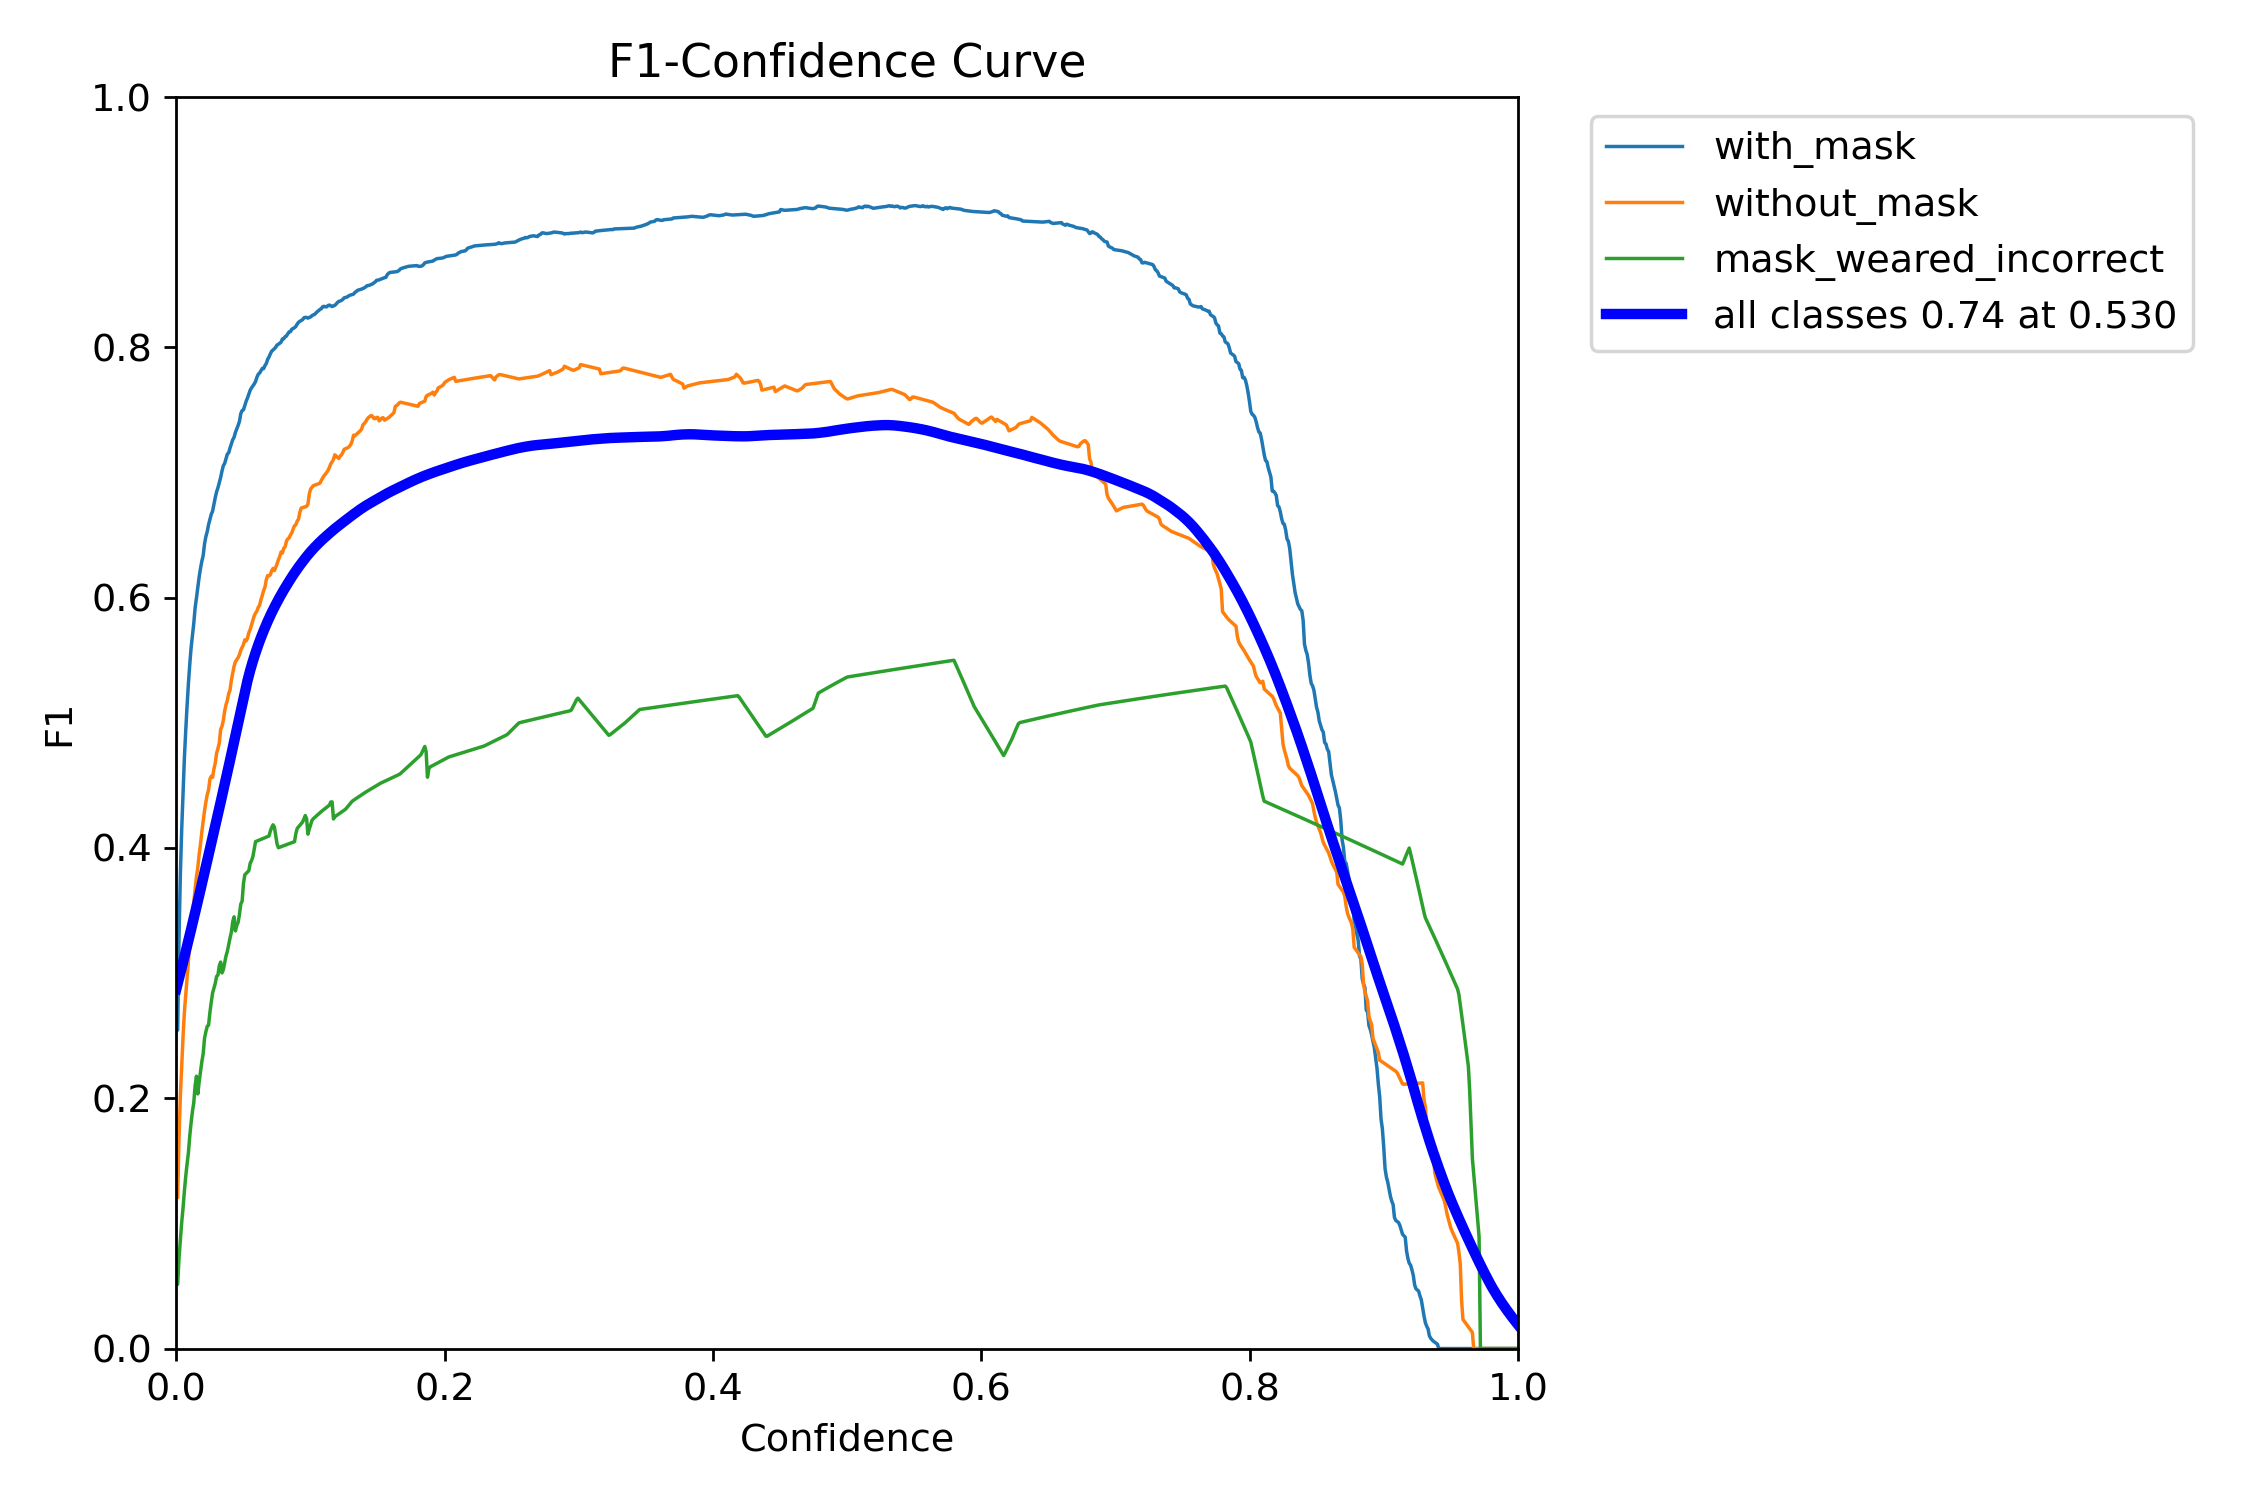 F1-Confidence Curve
1.0
0.8
0.6
0.4
0.2
0.0
F1
0.0 0.2 0.4 0.6 0.8 1.0
Confidence
with_mask
without_mask
mask_weared_incorrect
all classes 0.74 at 0.530